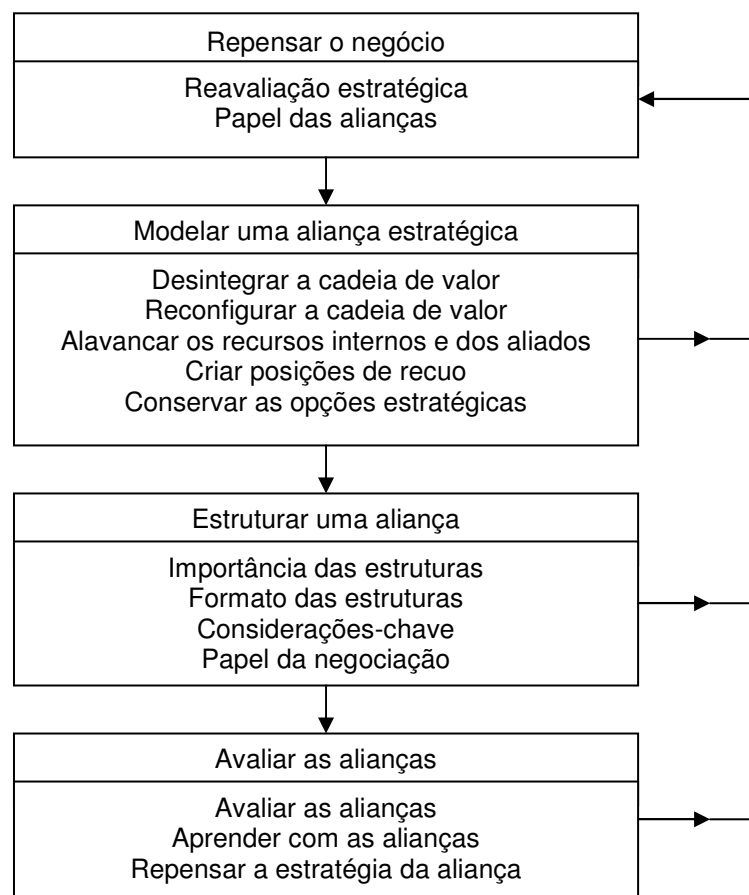 Repensar o negócio
Reavaliação estratégica
Papel das alianças
Modelar uma aliança estratégica
Desintegrar a cadeia de valor
Reconfigurar a cadeia de valor
Alavancar os recursos internos e dos aliados
Criar posições de recuo
Conservar as opções estratégicas
Estruturar uma aliança
Importância das estruturas
Formato das estruturas
Considerações-chave
Papel da negociação
Avaliar as alianças
Avaliar as alianças
Aprender com as alianças
Repensar a estratégia da aliança